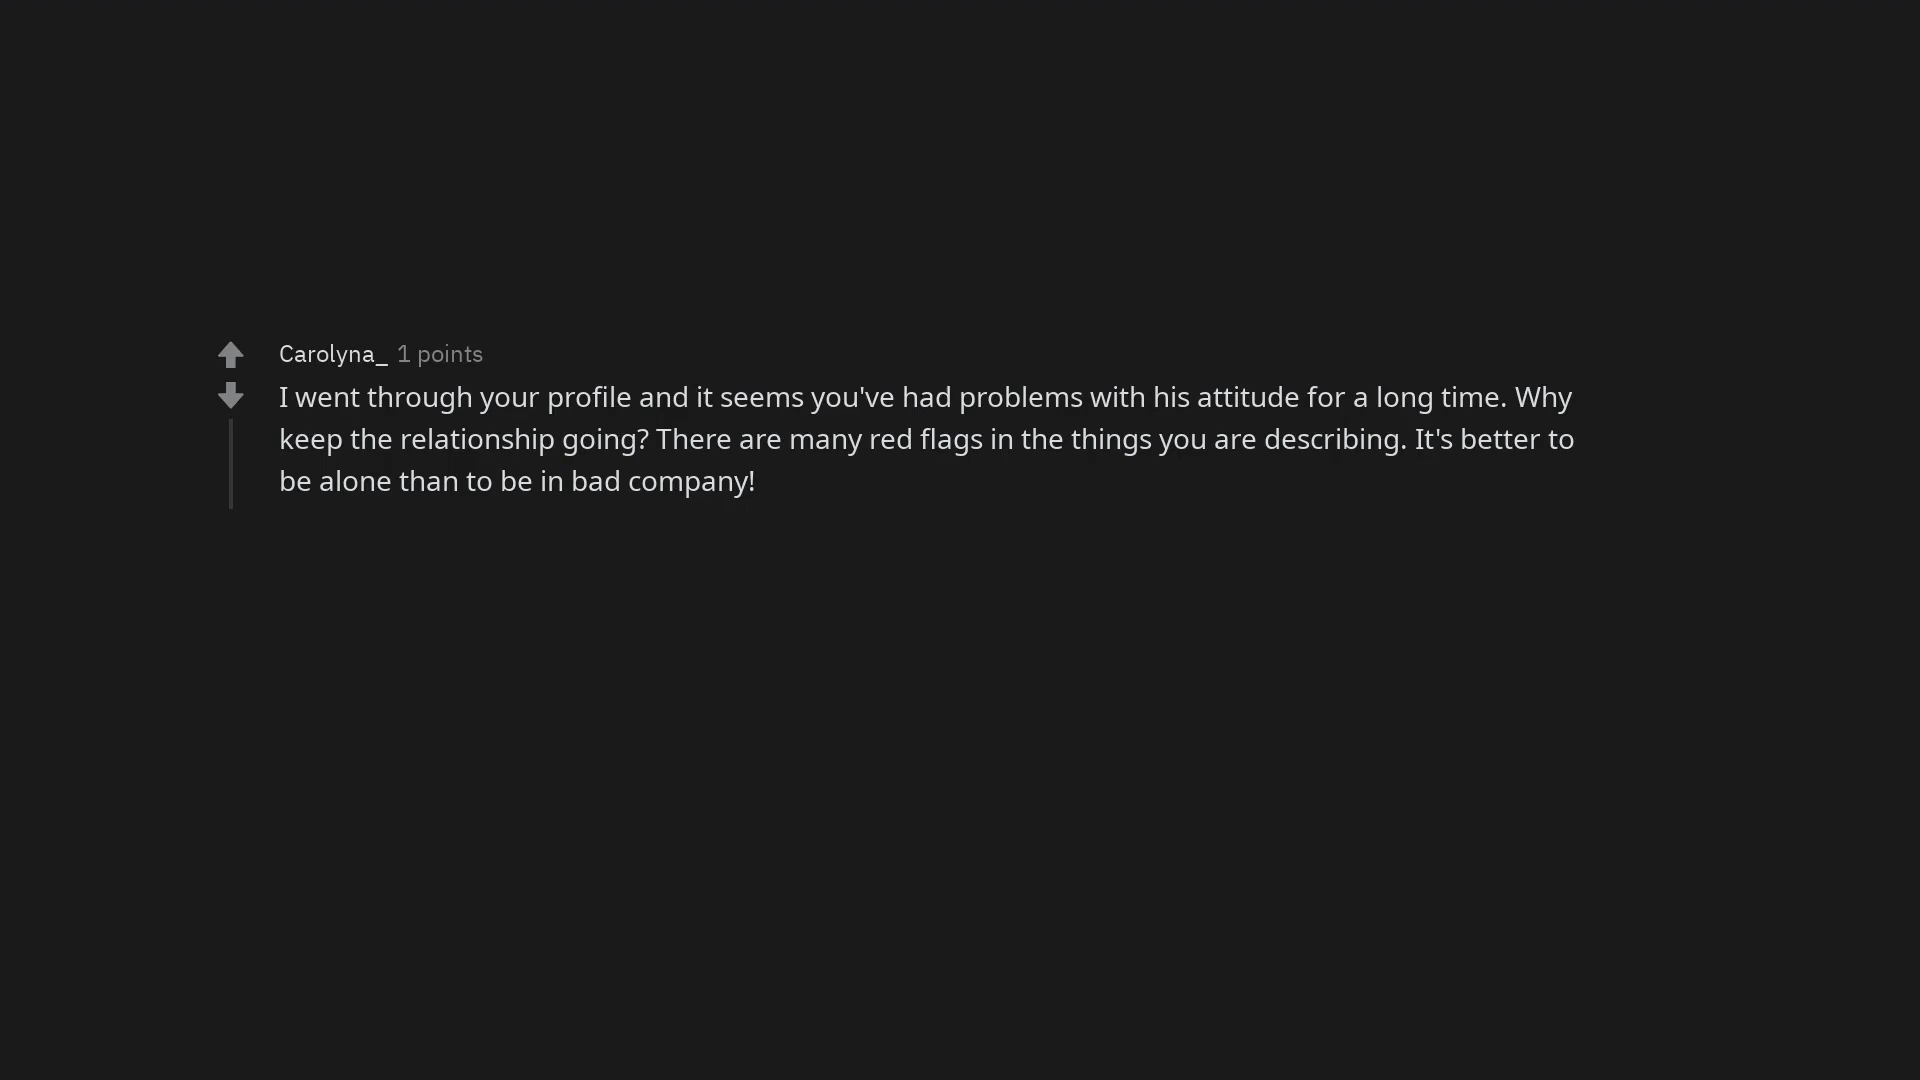 Carolyna_ 1 points
I went through your profile and it seems you've had problems with his attitude for a long time. Why
keep the relationship going? There are many red flags in the things you are describing. It's better to
be alone than to be in bad company!